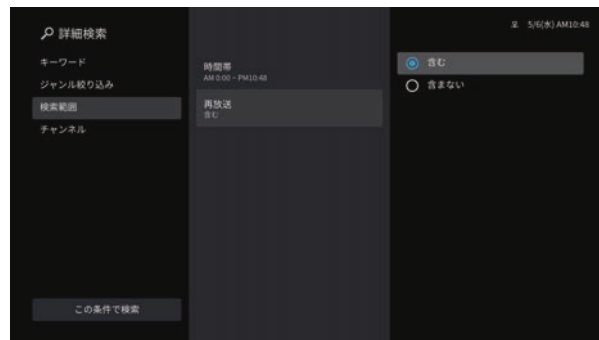 詳細検索
キーワード
ジャンル絞り込み
検索範囲
チャンネル
この条件で検索
時間帯
AM 0:00 – PM10:48
再放送
含む
5/6(水) AM10:48
含む
含まない